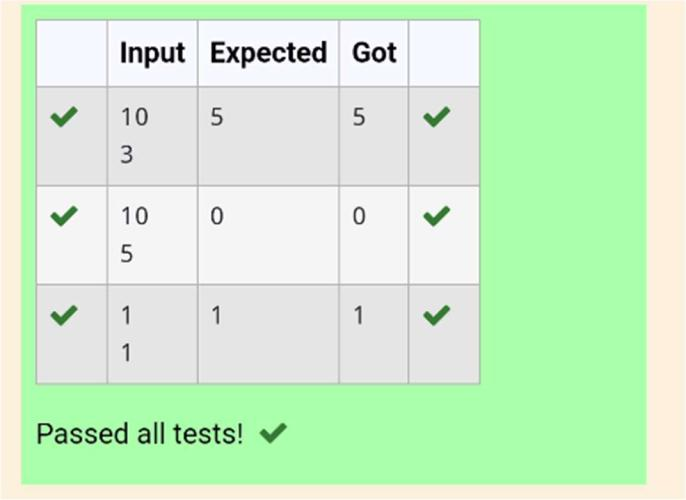 Input Expected Got
10 5 5
3
10 0 0
5
1 1 1
1
Passed all tests!